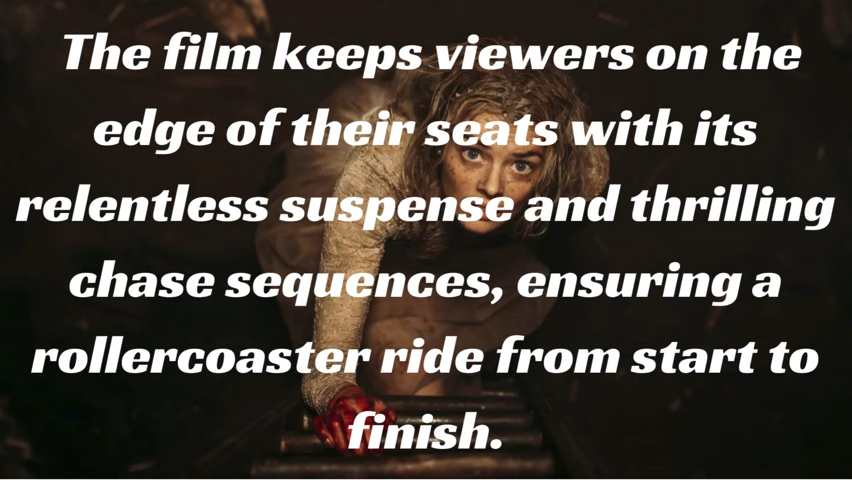 The film keeps viewers on the
edge of their seats with its
relentless suspense and thrilling
chase sequences, ensuring a
rollercoaster ride from start to
finish.